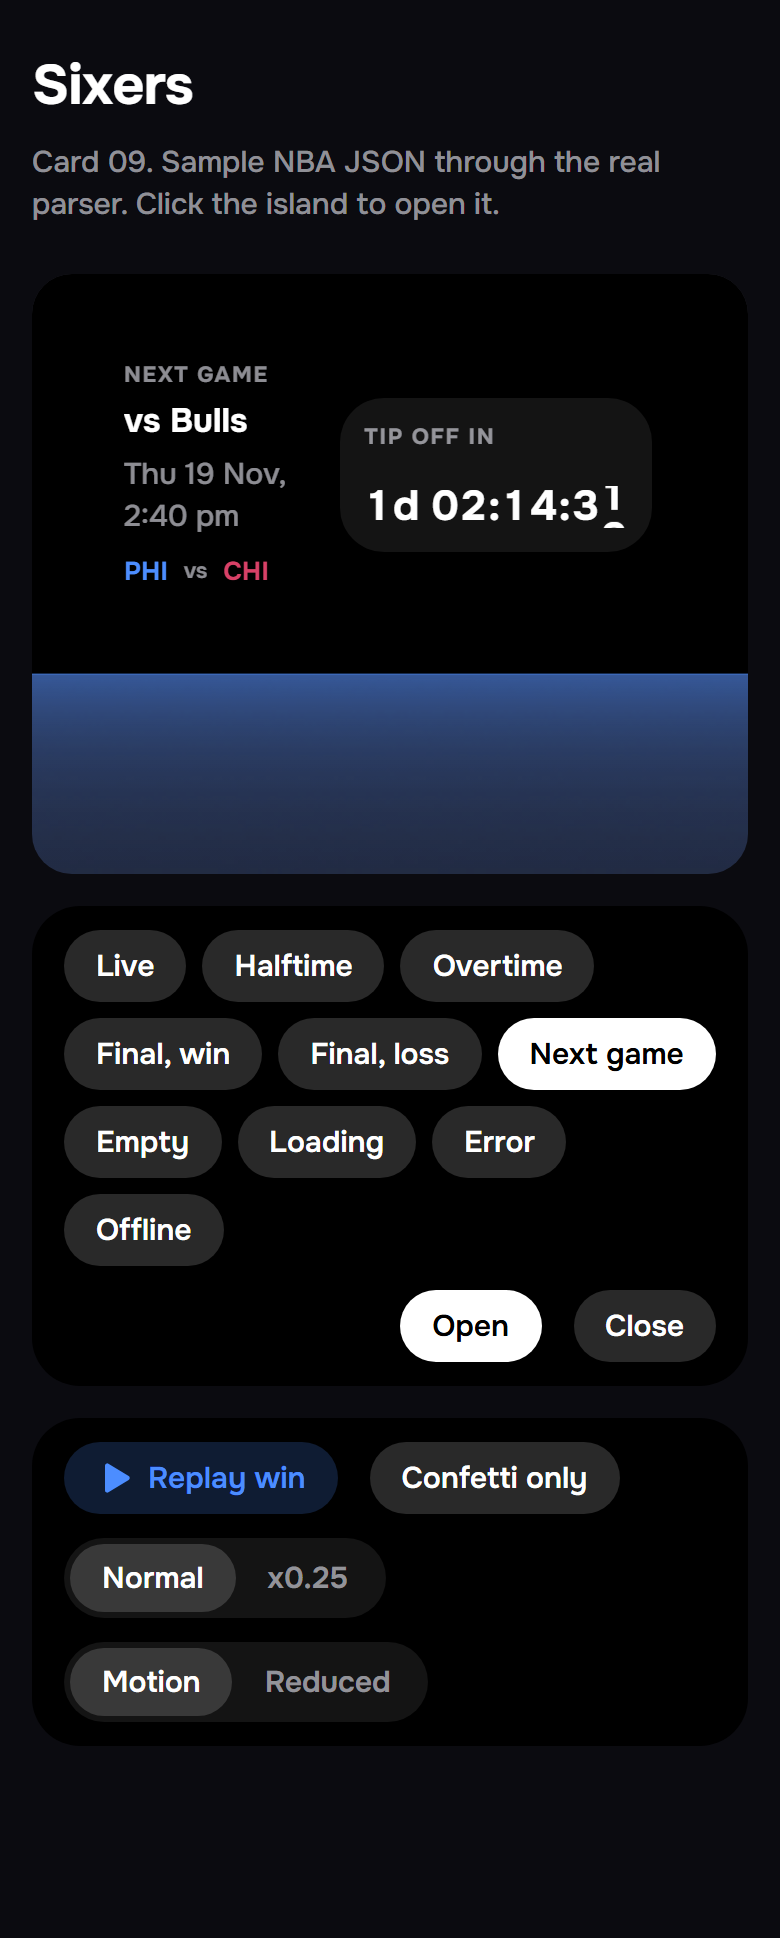 Sixers
Card 09. Sample NBA JSON through the real
parser. Click the island to open it.
NEXT GAME
vs Bulls
Thu 19 Nov,
2:40 pm
PHI vs CHI
TIP OFF IN
1d 02:14:3
Live
Halftime
Overtime
Final, win
Final, loss
Next game
Empty
Loading
Error
Offline
Open
Close
Replay win
Confetti only
Normal
x0.25
Motion
Reduced